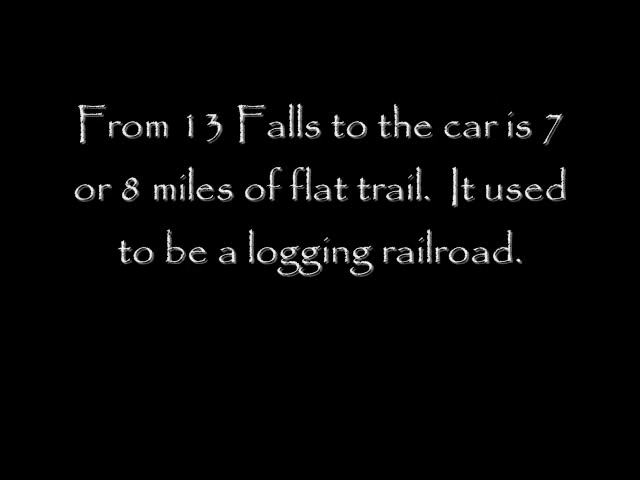 From 13 Falls to the car is 7
or 8 miles of flat trail.  It used
to be a logging railroad.